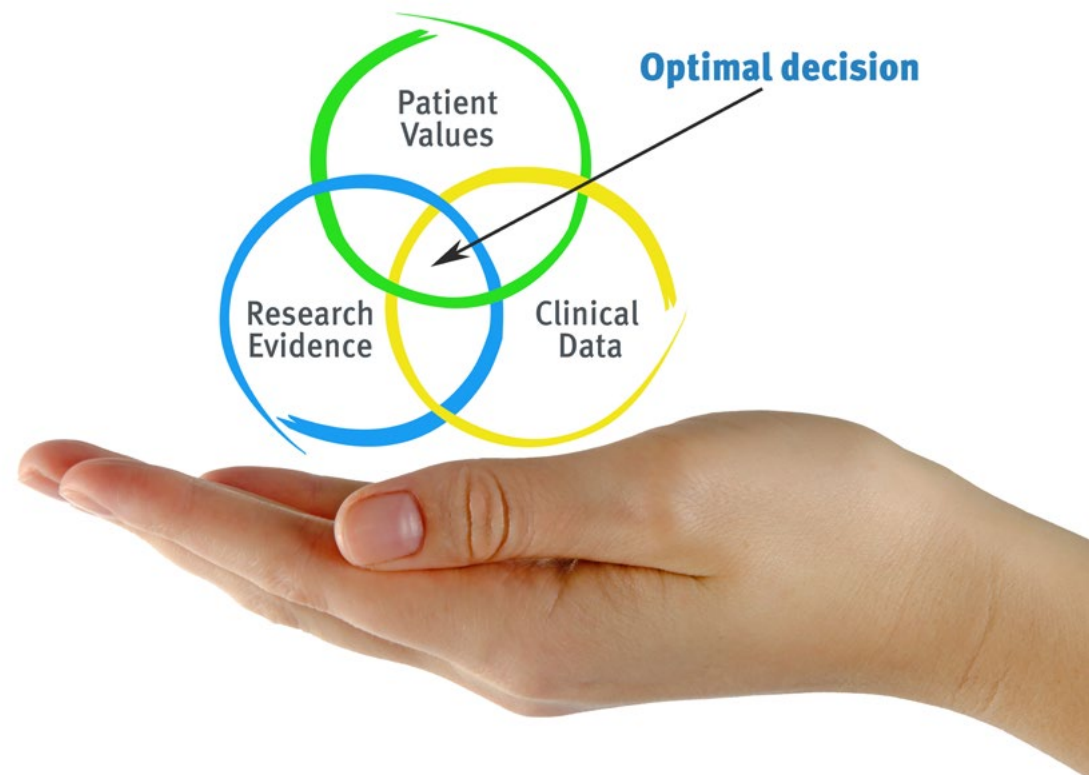 Optimal decision
Patient
Values
Research
Evidence
Clinical
Data